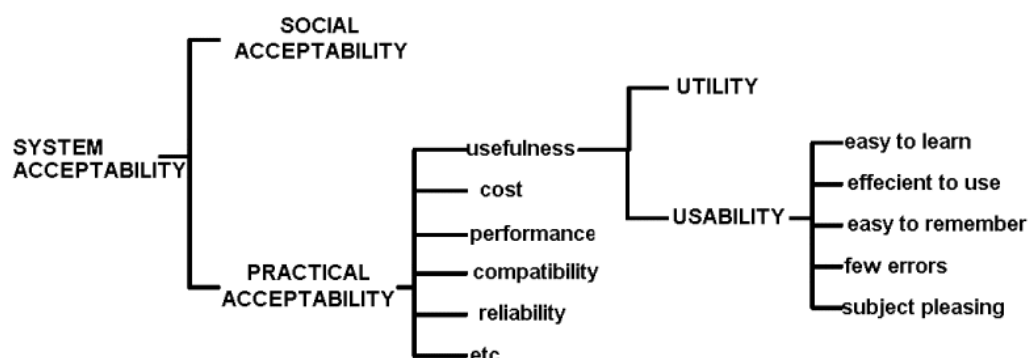 SOCIAL
ACCEPTABILITY
SYSTEM
ACCEPTABILITY
PRACTICAL
ACCEPTABILITY
usefulness
cost
performance
compatibility
reliability
etc
UTILITY
USABILITY
easy to learn
effecient to use
easy to remember
few errors
subject pleasing